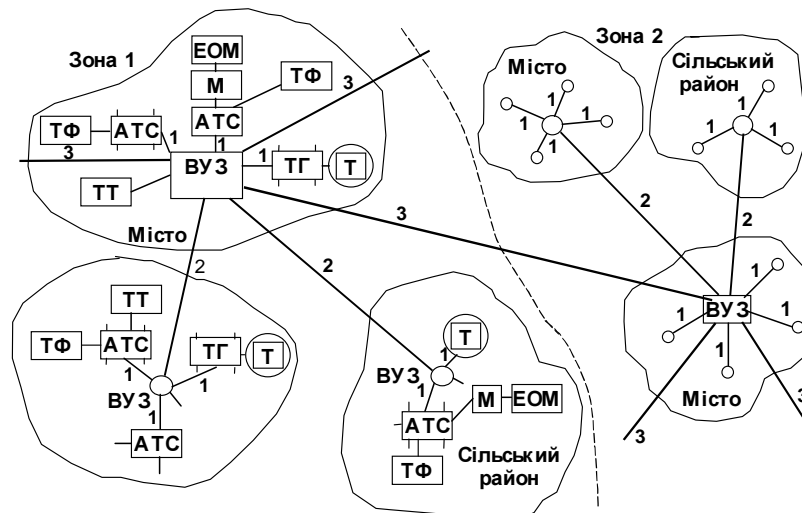 Зона 1
ЕОМ
М
ТФ
3
АТС
ТФ
АТС
1
1
3
ВУЗ
1
ТГ
Т
ТТ
Місто
3
2
2
Зона 2
Місто
1
1
1
1
Сільський
район
1
1
1
2
2
1
ВУЗ
1
1
1
Місто
3
3
ТТ
ТФ
АТС
ТГ
Т
1
1
ВУЗ
1
АТС
Т
1
ВУЗ
1
М
ЕОМ
АТС
ТФ
Сільський
район